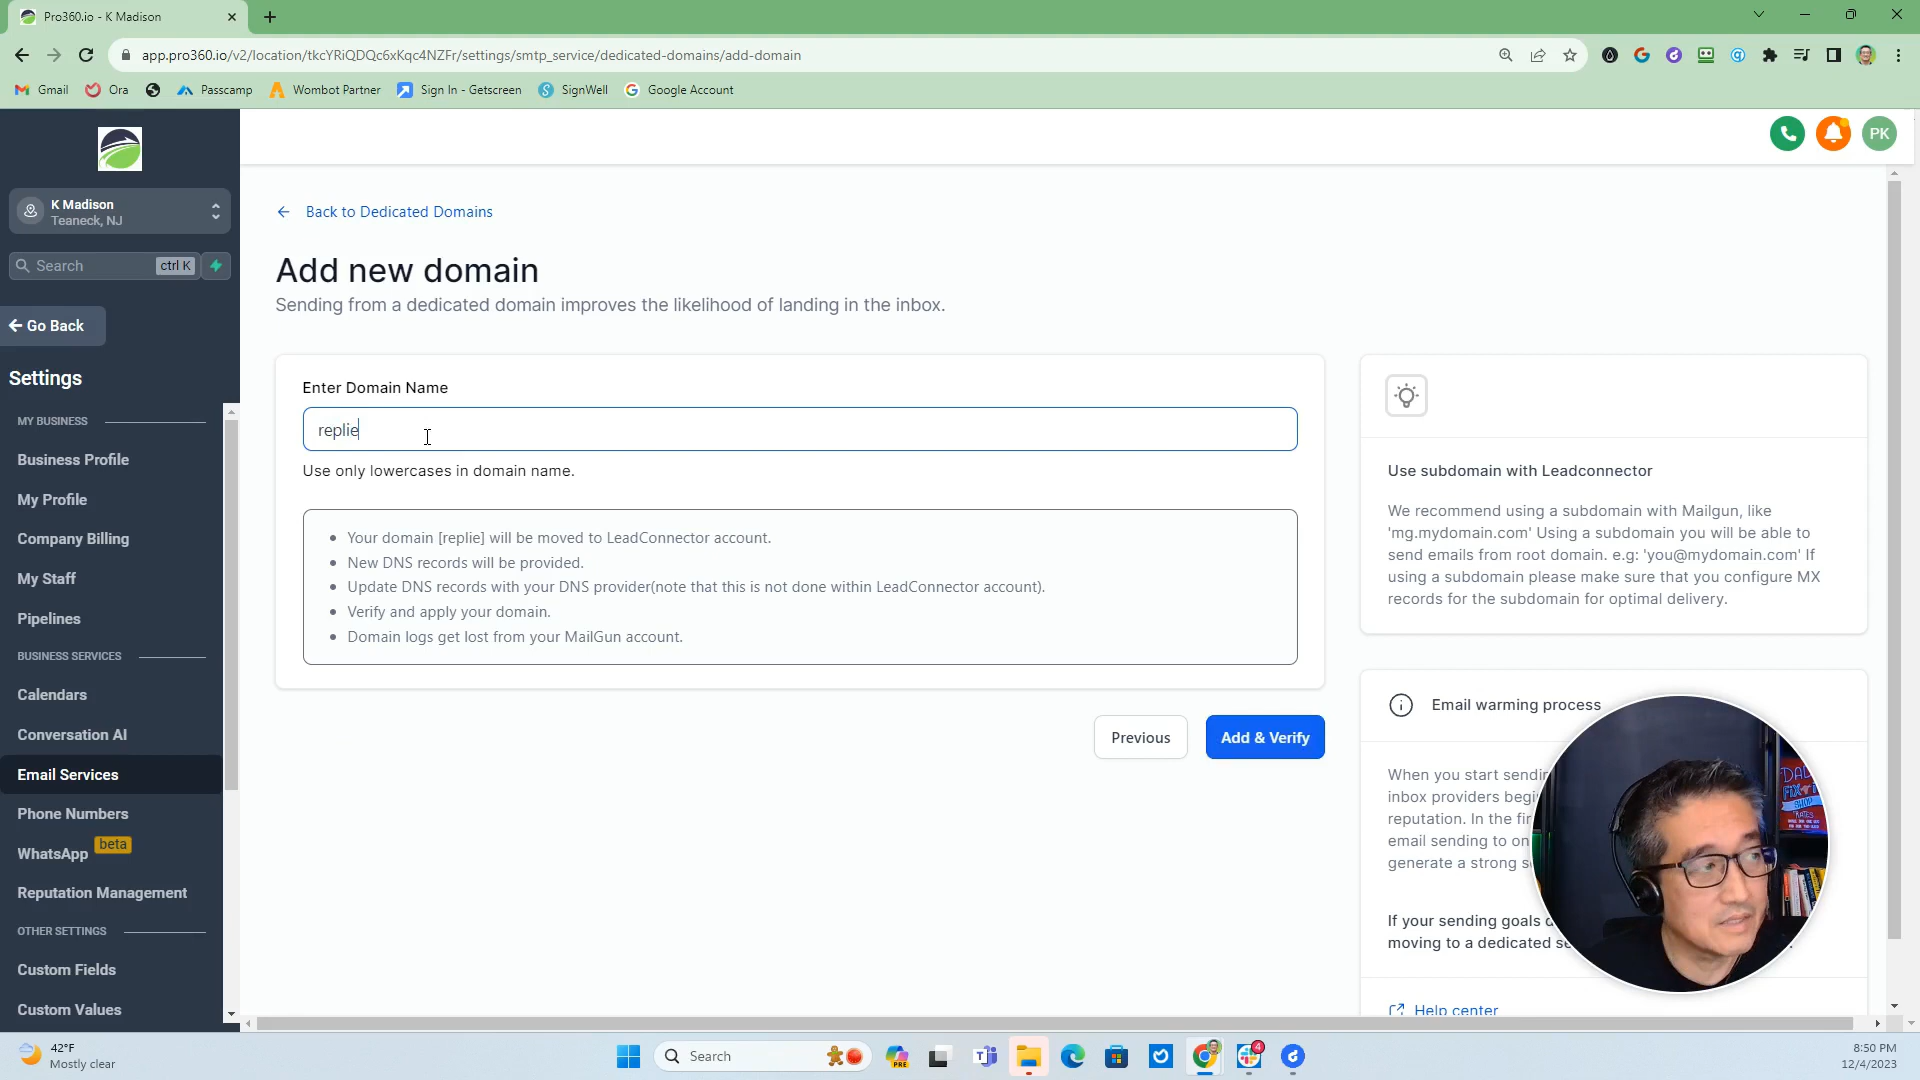 Pro360.io - K Madison
app.pro360.io/v2/location/tkcYRiQDQc6xKqc4NZFr/settings/smtp_service/dedicated-domains/add-domain
Gmail
Ora
Passcamp
Wombot Partner
Sign In - Getscreen
SignWell
Google Account
PK
K Madison
Teaneck, NJ
Search ctrl K
Go Back
Settings
MY BUSINESS
Business Profile
My Profile
Company Billing
My Staff
Pipelines
BUSINESS SERVICES
Calendars
Conversation AI
Email Services
Phone Numbers
WhatsApp beta
Reputation Management
OTHER SETTINGS
Custom Fields
Custom Values
Back to Dedicated Domains
Add new domain
Sending from a dedicated domain improves the likelihood of landing in the inbox.
Enter Domain Name
replie
Use only lowercases in domain name.
Your domain [replie] will be moved to LeadConnector account.
New DNS records will be provided.
Update DNS records with your DNS provider(note that this is not done within LeadConnector account).
Verify and apply your domain.
Domain logs get lost from your MailGun account.
Previous
Add & Verify
Use subdomain with Leadconnector
We recommend using a subdomain with Mailgun, like
'mg.mydomain.com' Using a subdomain you will be able to
send emails from root domain. e.g: 'you@mydomain.com' If
using a subdomain please make sure that you configure MX
records for the subdomain for optimal delivery.
Email warming process
When you start sendin
inbox providers begi
reputation. In the fir
email sending to on
generate a strong s
If your sending goals
moving to a dedicated se
Help center
DAD
FIX IT
SHOP
RATES
42°F
Mostly clear
Search
PRE
4
8:50 PM
12/4/2023